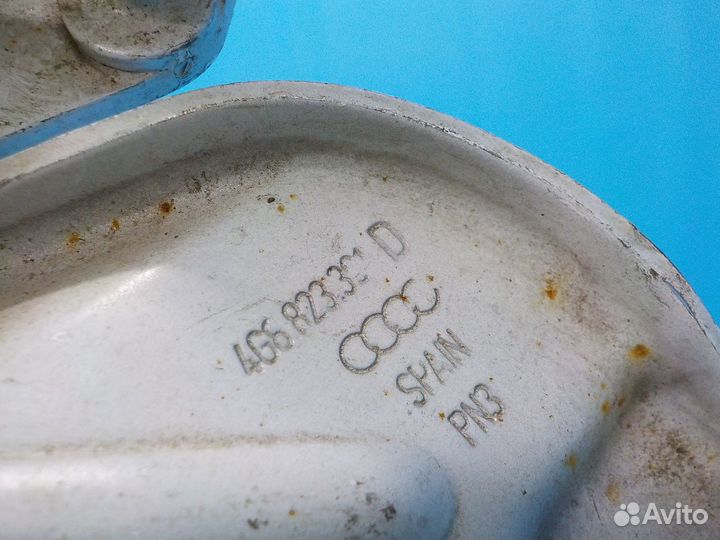 4G6.823.301 D
SPAIN
PN3
Avito